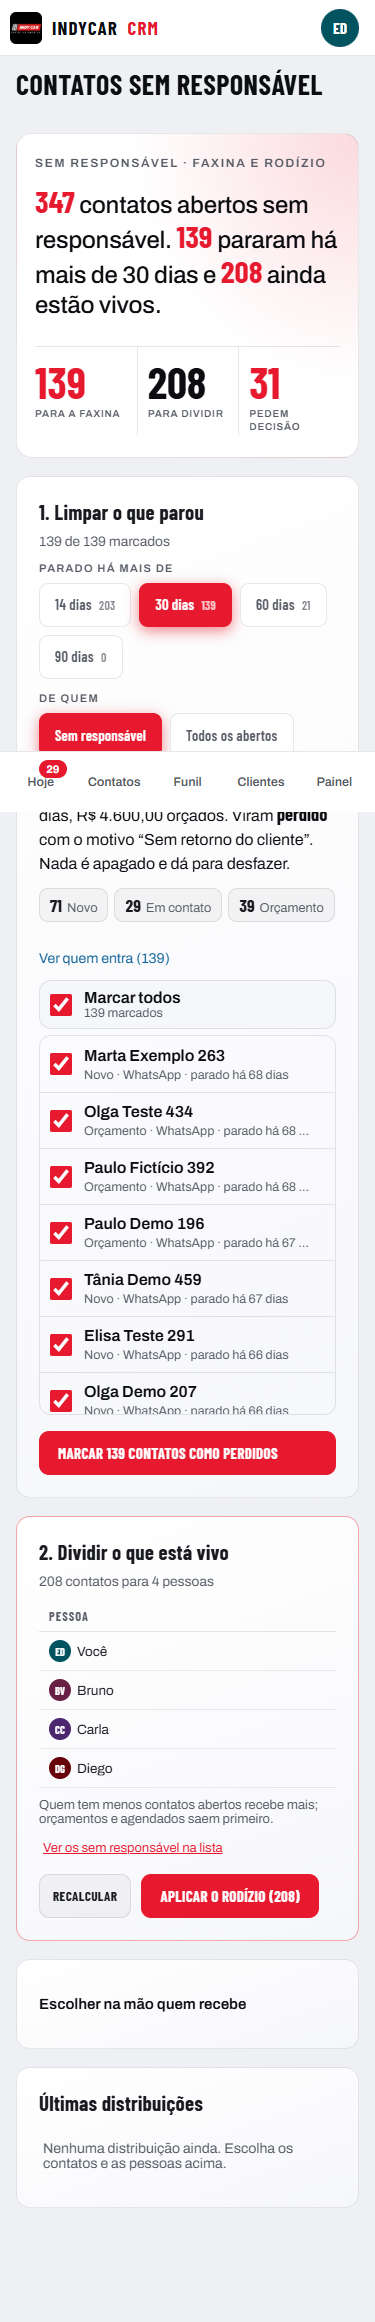 INDYCAR CRM
ED
CONTATOS SEM RESPONSÁVEL
SEM RESPONSÁVEL · FAXINA E RODÍZIO
347 contatos abertos sem
responsável. 139 pararam há
mais de 30 dias e 208 ainda
estão vivos.
139
PARA A FAXINA
208
PARA DIVIDIR
31
PEDEM
DECISÃO
1. Limpar o que parou
139 de 139 marcados
PARADO HÁ MAIS DE
14 dias 203
30 dias 139
60 dias 21
90 dias 0
DE QUEM
Sem responsável
Todos os abertos
29
Hoje
Contatos
Funil
Clientes
Painel
dias, R$ 4.600,00 orçados. Viram perdido
com o motivo “Sem retorno do cliente”.
Nada é apagado e dá para desfazer.
71 Novo
29 Em contato
39 Orçamento
Ver quem entra (139)
Marcar todos
139 marcados
Marta Exemplo 263
Novo · WhatsApp · parado há 68 dias
Olga Teste 434
Orçamento · WhatsApp · parado há 68 ...
Paulo Fictício 392
Orçamento · WhatsApp · parado há 68 ...
Paulo Demo 196
Orçamento · WhatsApp · parado há 67 ...
Tânia Demo 459
Novo · WhatsApp · parado há 67 dias
Elisa Teste 291
Novo · WhatsApp · parado há 66 dias
Olga Demo 207
Novo · WhatsApp · parado há 66 dias
MARCAR 139 CONTATOS COMO PERDIDOS
2. Dividir o que está vivo
208 contatos para 4 pessoas
PESSOA
ED Você
BV Bruno
CC Carla
DG Diego
Quem tem menos contatos abertos recebe mais;
orçamentos e agendados saem primeiro.
Ver os sem responsável na lista
RECALCULAR
APLICAR O RODÍZIO (208)
Escolher na mão quem recebe
Últimas distribuições
Nenhuma distribuição ainda. Escolha os
contatos e as pessoas acima.